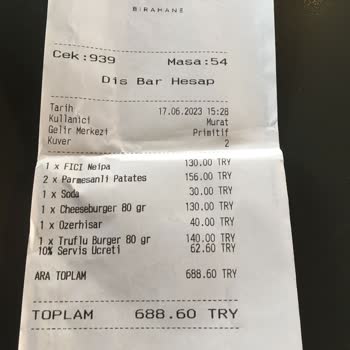 BİRAHANE
Cek:939 Masa:54
Dis Bar Hesap
Tarih 17.06.2023 15:28
Kullanici Murat
Gelir Merkezi Primitif
Kuver 2
1 x FICI Neipa 130.00 TRY
2 x Parmesanli Patates 156.00 TRY
1 x Soda 30.00 TRY
1 x Cheeseburger 80 gr 130.00 TRY
1 x Ozerhisar 40.00 TRY
1 x Truflu Burger 80 gr 140.00 TRY
10% Servis Ucreti 62.60 TRY
ARA TOPLAM 688.60 TRY
TOPLAM 688.60 TRY